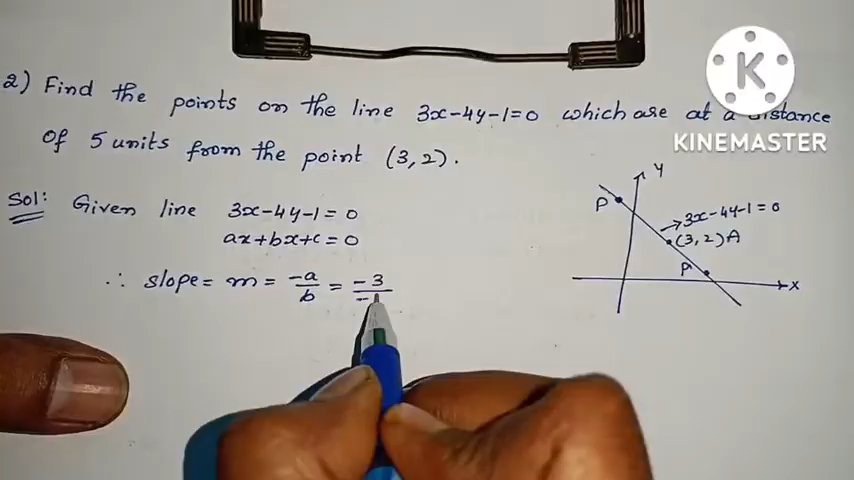 2) Find the points on the line 3x-4y-1=0 which are at a distance
of 5 units from the point (3,2).
Sol: Given line 3x-4y-1=0
ax+bx+c=0
∴ slope = m = -a/b = -3/-
Y
P
3x-4y-1=0
(3,2)A
P
X
K
KINEMASTER